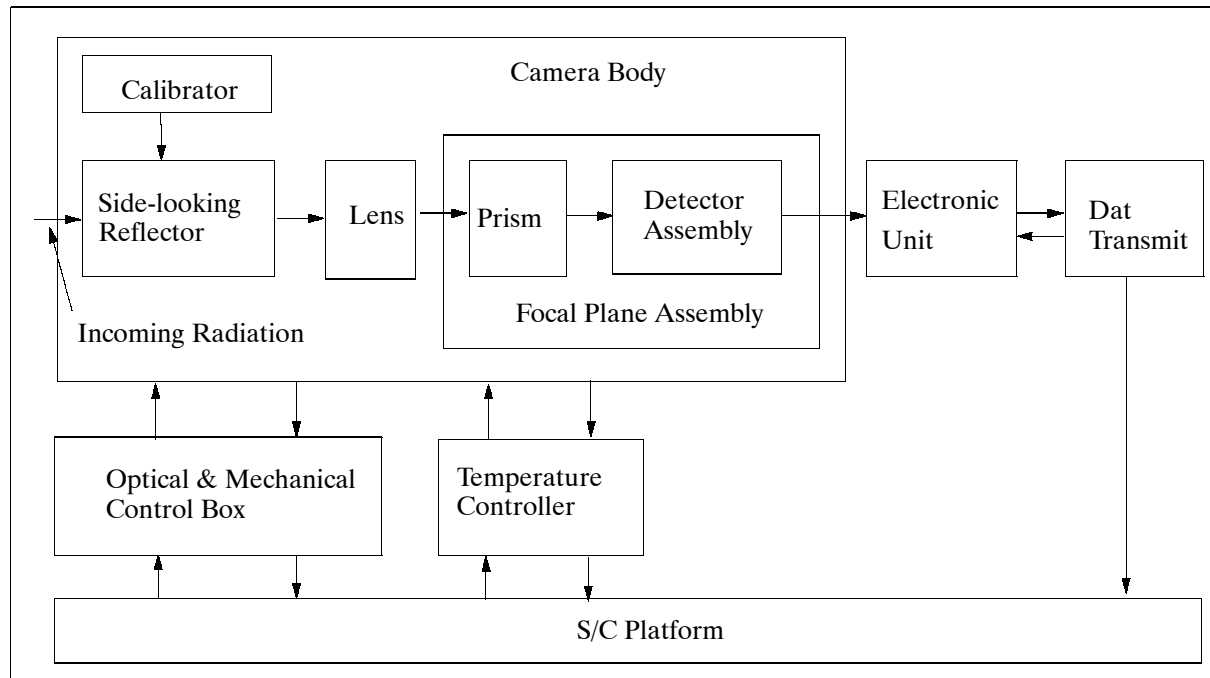 Camera Body
Calibrator
Side-looking
Reflector
Lens
Prism
Detector
Assembly
Electronic
Unit
Dat
Transmit
Focal Plane Assembly
Incoming Radiation
Optical & Mechanical
Control Box
Temperature
Controller
S/C Platform